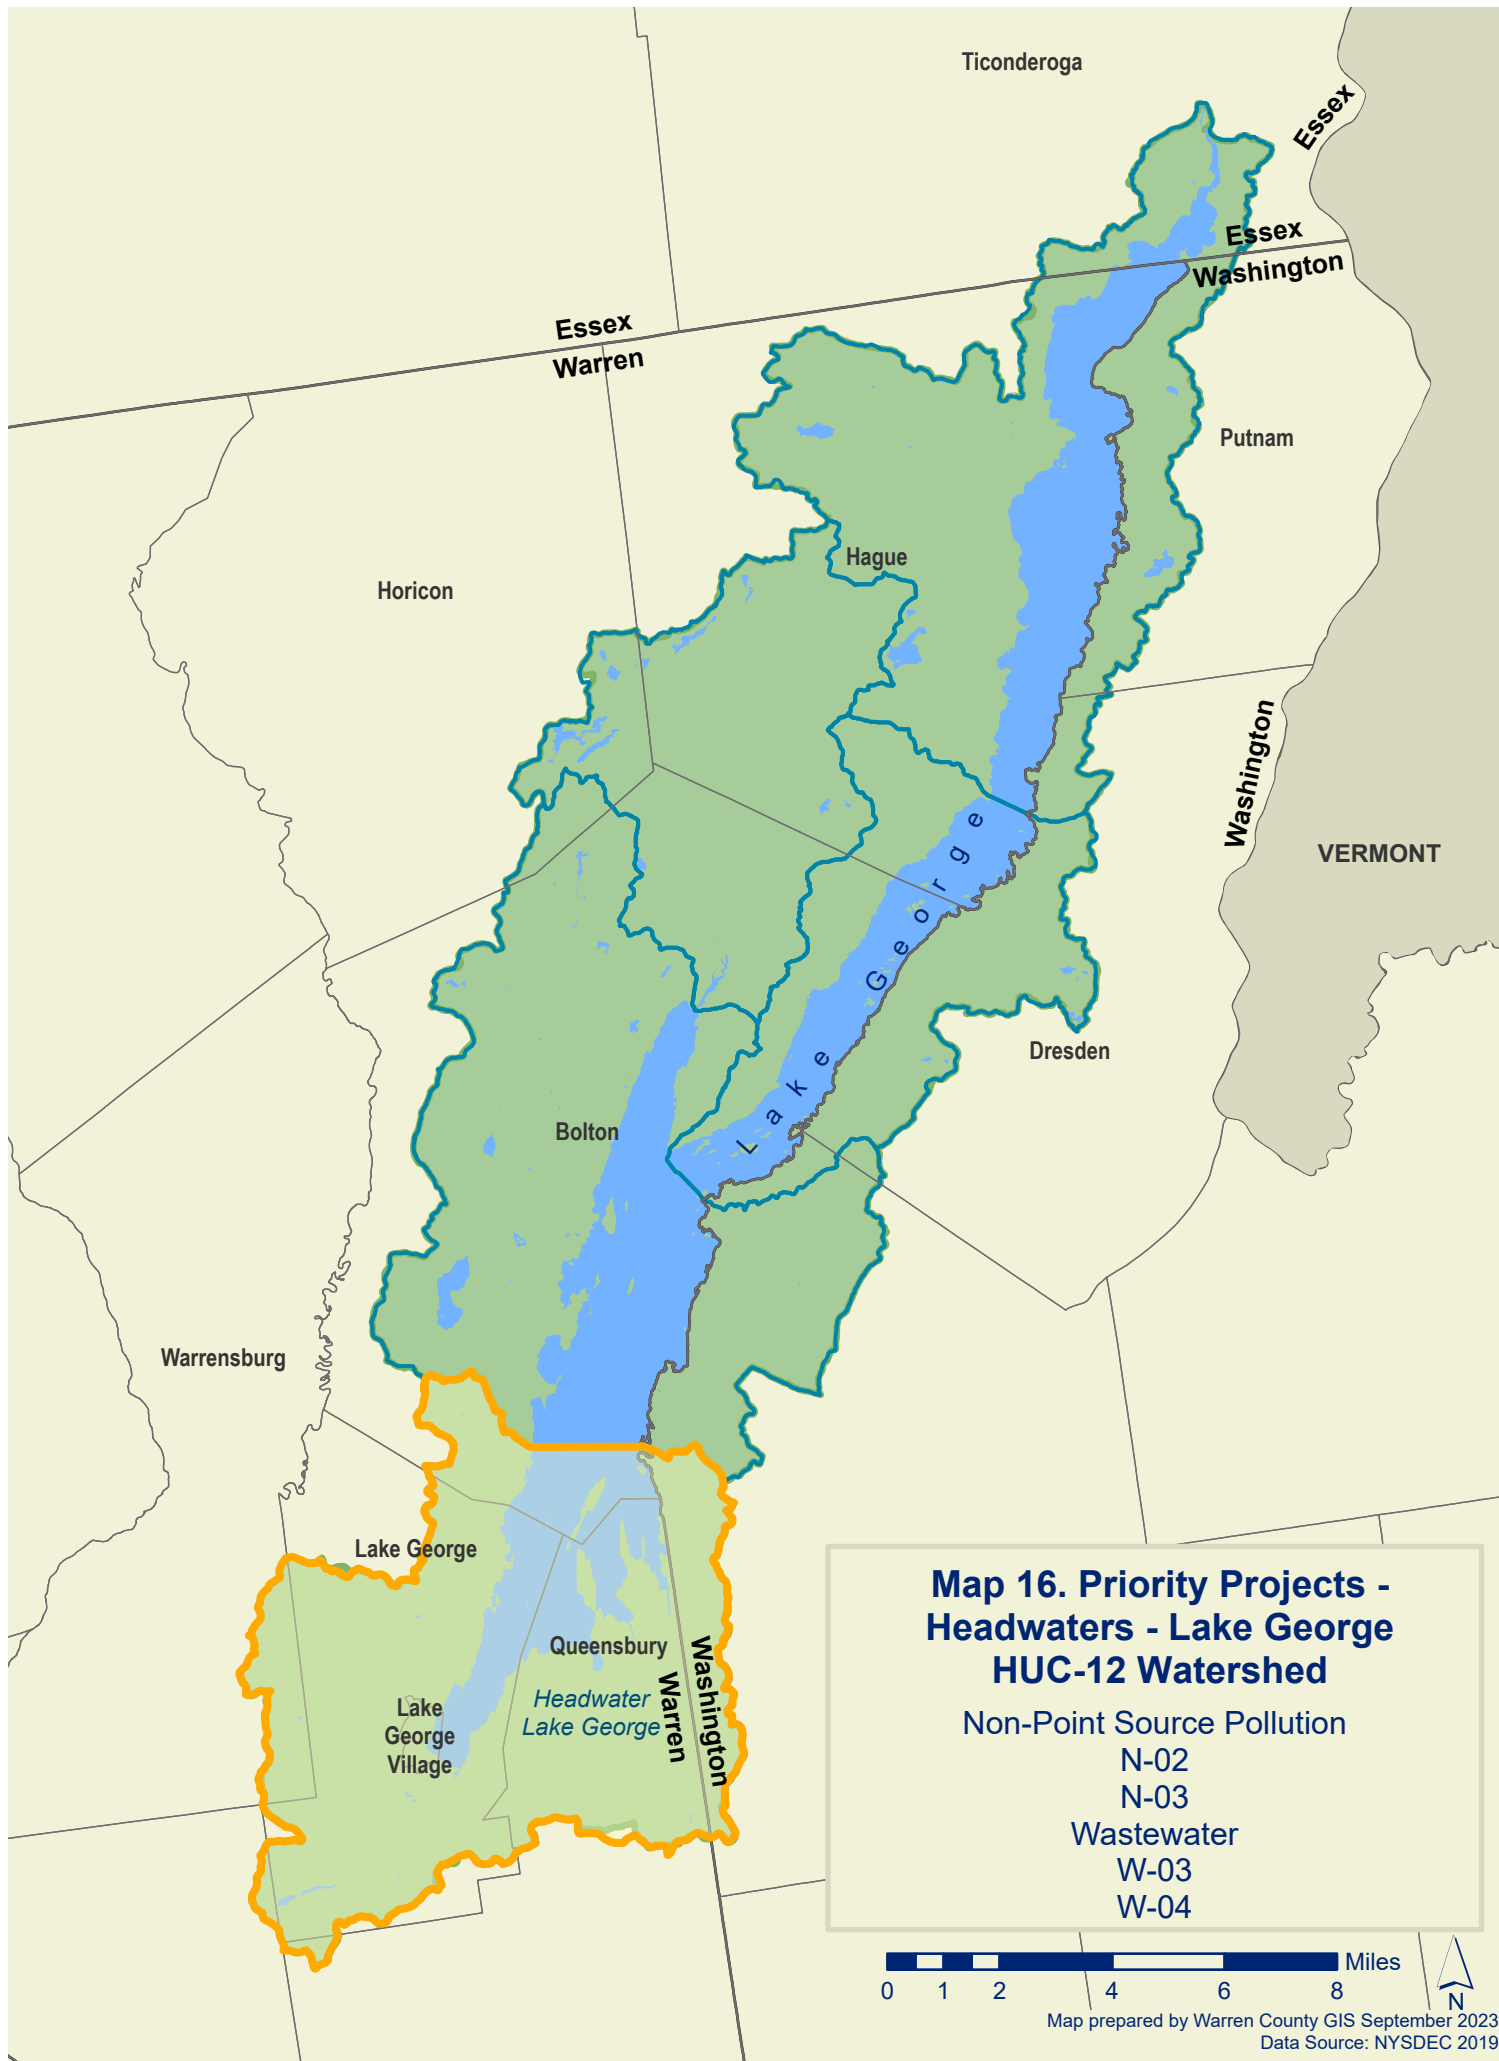 Ticonderoga
Essex
Essex
Washington
Essex
Warren
Putnam
Hague
Horicon
Washington
VERMONT
Lake George
Dresden
Bolton
Warrensburg
Lake George
Queensbury
Washington
Warren
Headwater
Lake George
Lake
George
Village
Map 16. Priority Projects -
Headwaters - Lake George
HUC-12 Watershed
Non-Point Source Pollution
N-02
N-03
Wastewater
W-03
W-04
Miles
0 1 2 4 6 8
N
Map prepared by Warren County GIS September 2023
Data Source: NYSDEC 2019